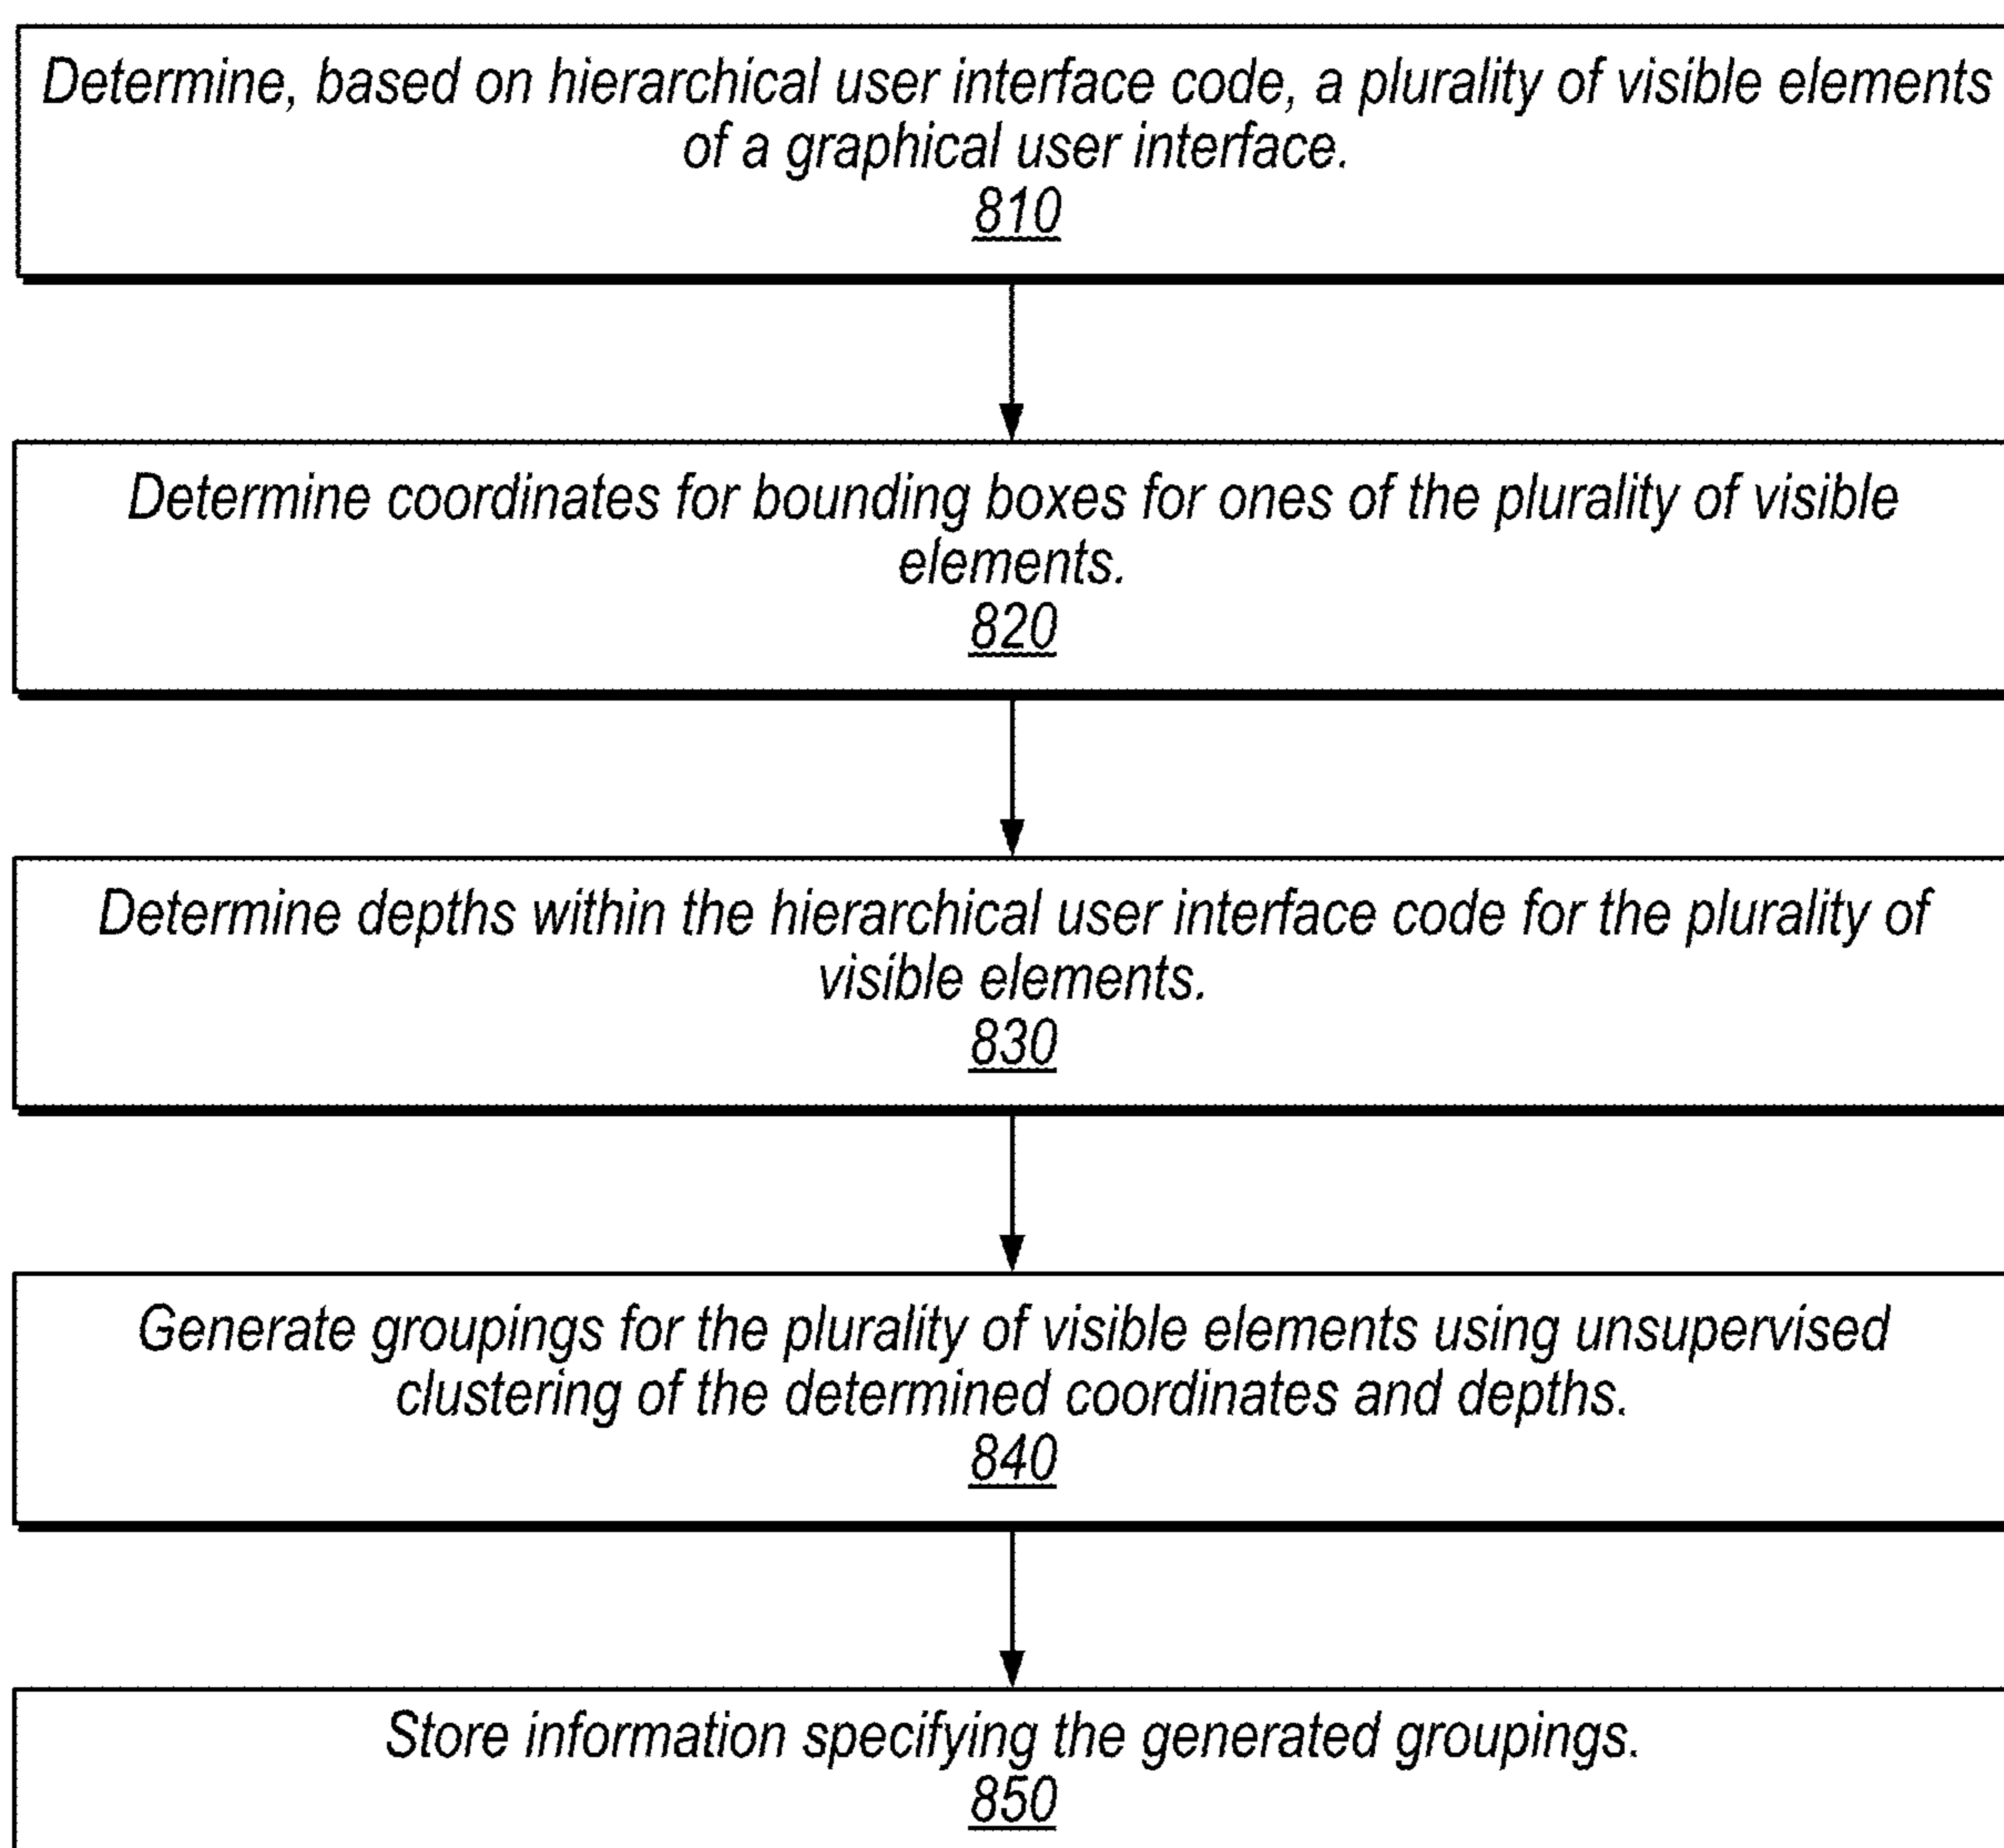 Determine, based on hierarchical user interface code, a plurality of visible elements
of a graphical user interface.
810
Determine coordinates for bounding boxes for ones of the plurality of visible
elements.
820
Determine depths within the hierarchical user interface code for the plurality of
visible elements.
830
Generate groupings for the plurality of visible elements using unsupervised
clustering of the determined coordinates and depths.
840
Store information specifying the generated groupings.
850